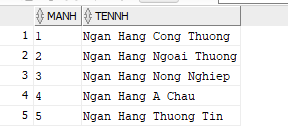 MANH TENNH
1 1 Ngan Hang Cong Thuong
2 2 Ngan Hang Ngoai Thuong
3 3 Ngan Hang Nong Nghiep
4 4 Ngan Hang A Chau
5 5 Ngan Hang Thuong Tin